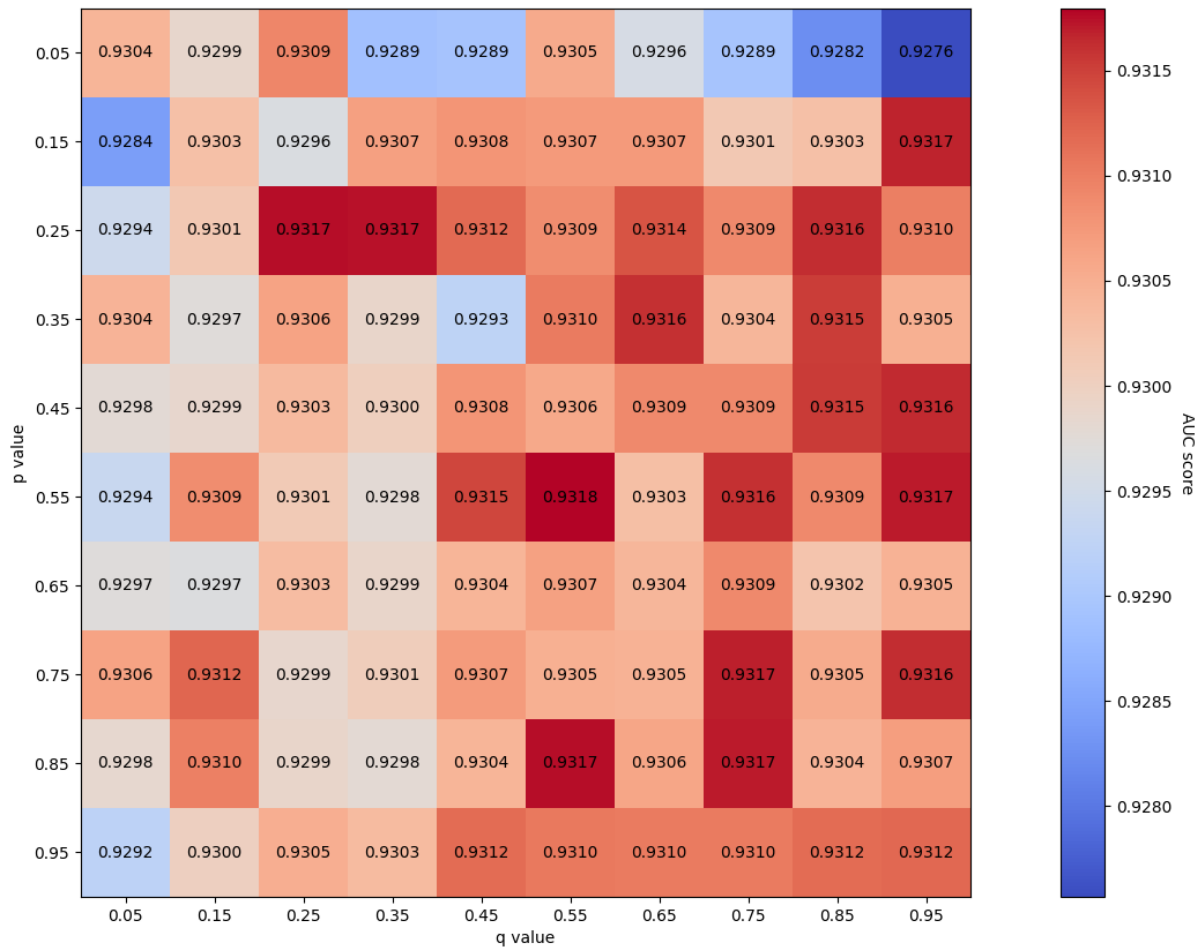 0.05 0.9304 0.9299 0.9309 0.9289 0.9289 0.9305 0.9296 0.9289 0.9282 0.9276
0.15 0.9284 0.9303 0.9296 0.9307 0.9308 0.9307 0.9307 0.9301 0.9303 0.9317
0.25 0.9294 0.9301 0.9317 0.9317 0.9312 0.9309 0.9314 0.9309 0.9316 0.9310
0.35 0.9304 0.9297 0.9306 0.9299 0.9293 0.9310 0.9316 0.9304 0.9315 0.9305
0.45 0.9298 0.9299 0.9303 0.9300 0.9308 0.9306 0.9309 0.9309 0.9315 0.9316
0.55 0.9294 0.9309 0.9301 0.9298 0.9315 0.9318 0.9303 0.9316 0.9309 0.9317
0.65 0.9297 0.9297 0.9303 0.9299 0.9304 0.9307 0.9304 0.9309 0.9302 0.9305
0.75 0.9306 0.9312 0.9299 0.9301 0.9307 0.9305 0.9305 0.9317 0.9305 0.9316
0.85 0.9298 0.9310 0.9299 0.9298 0.9304 0.9317 0.9306 0.9317 0.9304 0.9307
0.95 0.9292 0.9300 0.9305 0.9303 0.9312 0.9310 0.9310 0.9310 0.9312 0.9312
0.05 0.15 0.25 0.35 0.45 0.55 0.65 0.75 0.85 0.95
q value
p value
0.9315
0.9310
0.9305
0.9300
0.9295
0.9290
0.9285
0.9280
AUC score